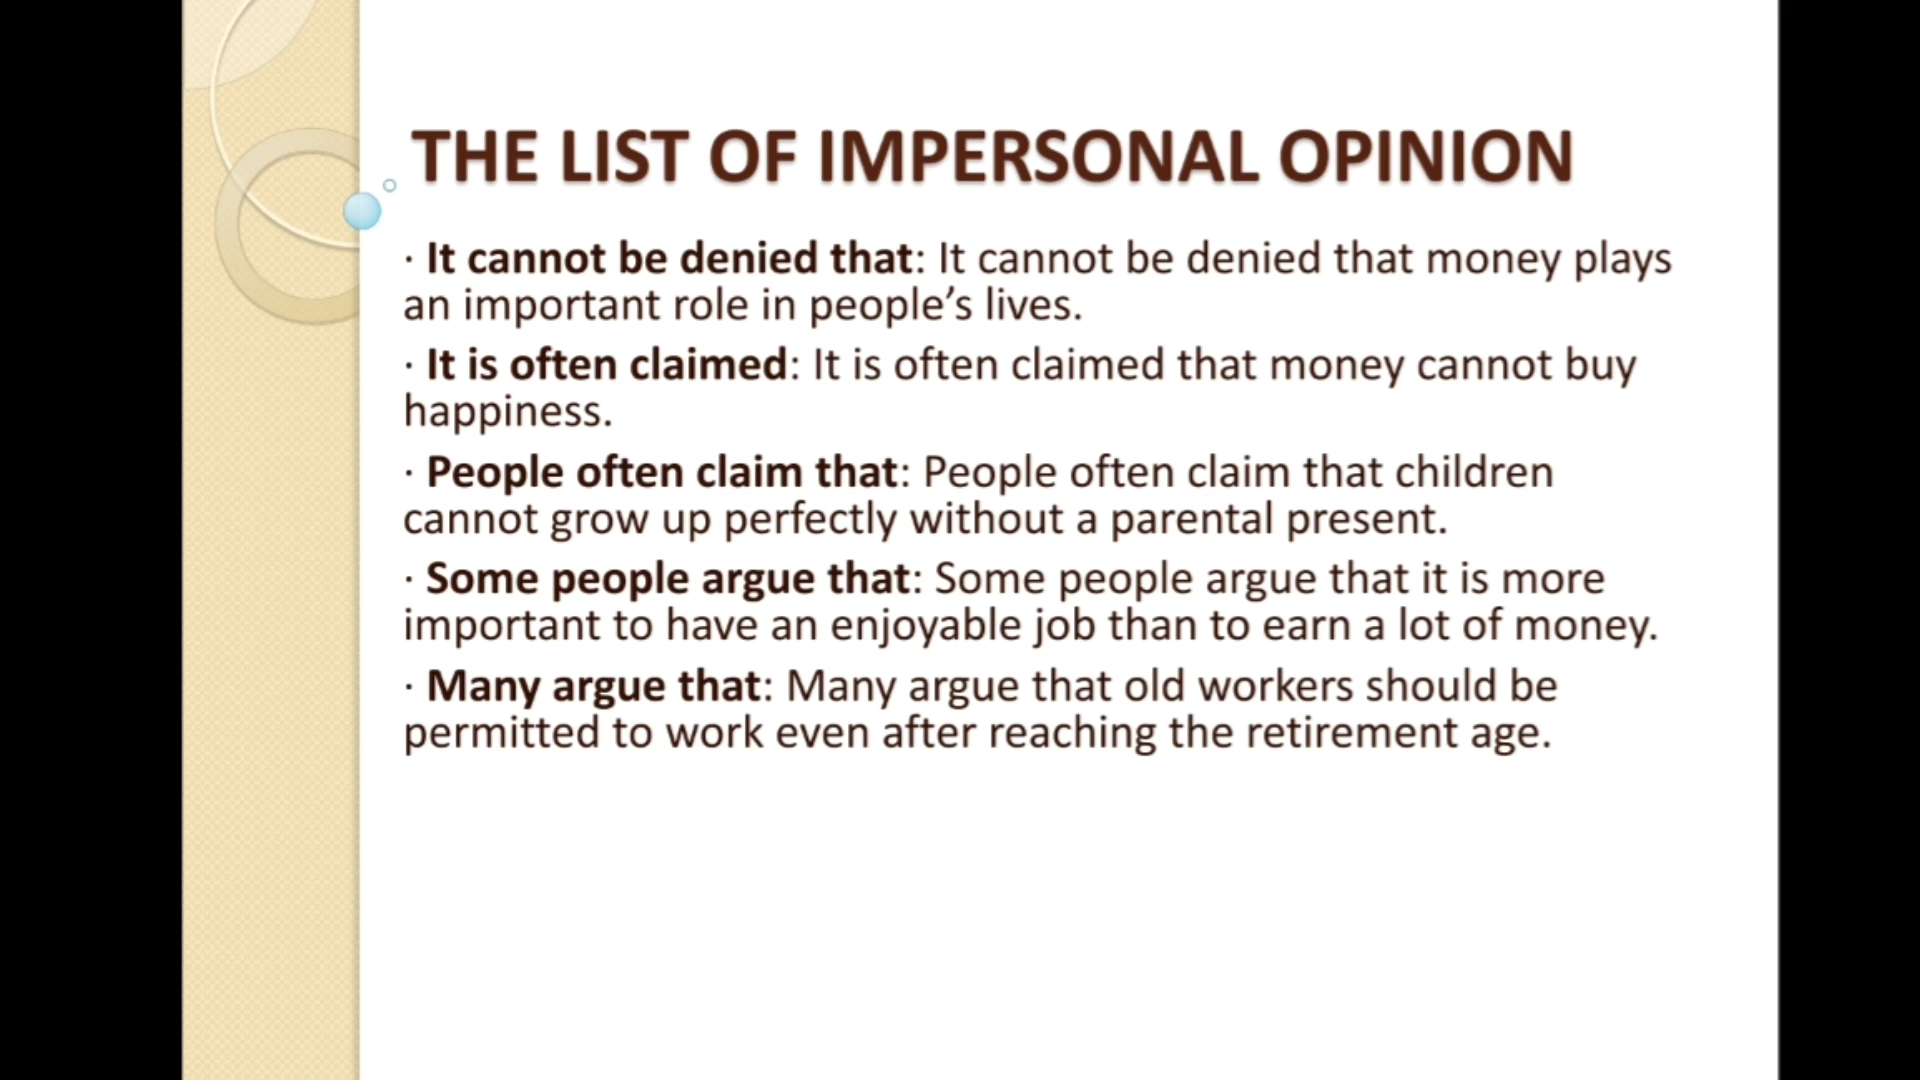 THE LIST OF IMPERSONAL OPINION
· It cannot be denied that: It cannot be denied that money plays
an important role in people’s lives.
· It is often claimed: It is often claimed that money cannot buy
happiness.
· People often claim that: People often claim that children
cannot grow up perfectly without a parental present.
· Some people argue that: Some people argue that it is more
important to have an enjoyable job than to earn a lot of money.
· Many argue that: Many argue that old workers should be
permitted to work even after reaching the retirement age.